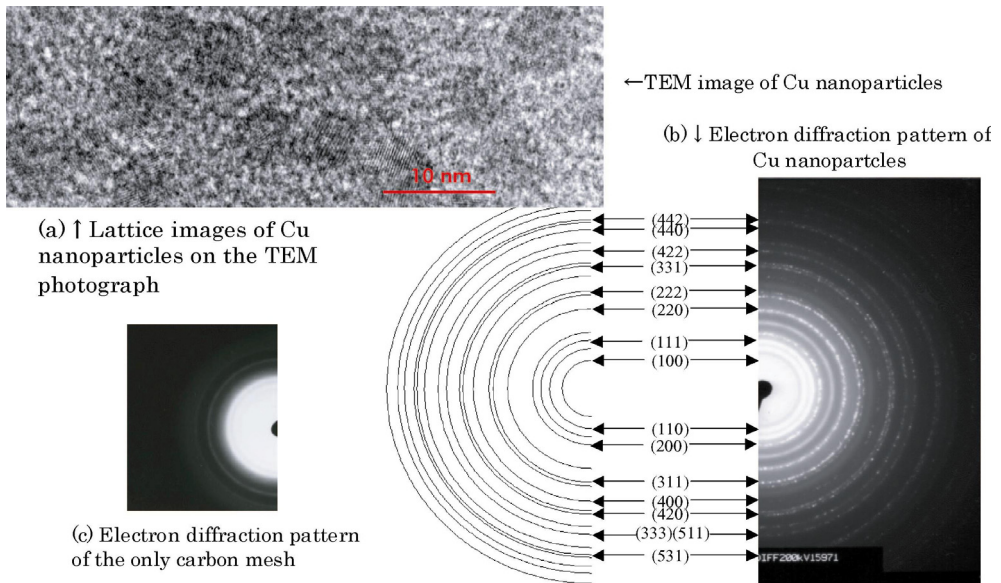 ←TEM image of Cu nanoparticles
(b) ↓ Electron diffraction pattern of
Cu nanopartcles
10 nm
(a) ↑ Lattice images of Cu
nanoparticles on the TEM
photograph
(442)
(440)
(422)
(331)
(222)
(220)
(111)
(100)
(110)
(200)
(311)
(400)
(420)
(333)(511)
(531)
(c) Electron diffraction pattern
of the only carbon mesh
DIFF200kV15971